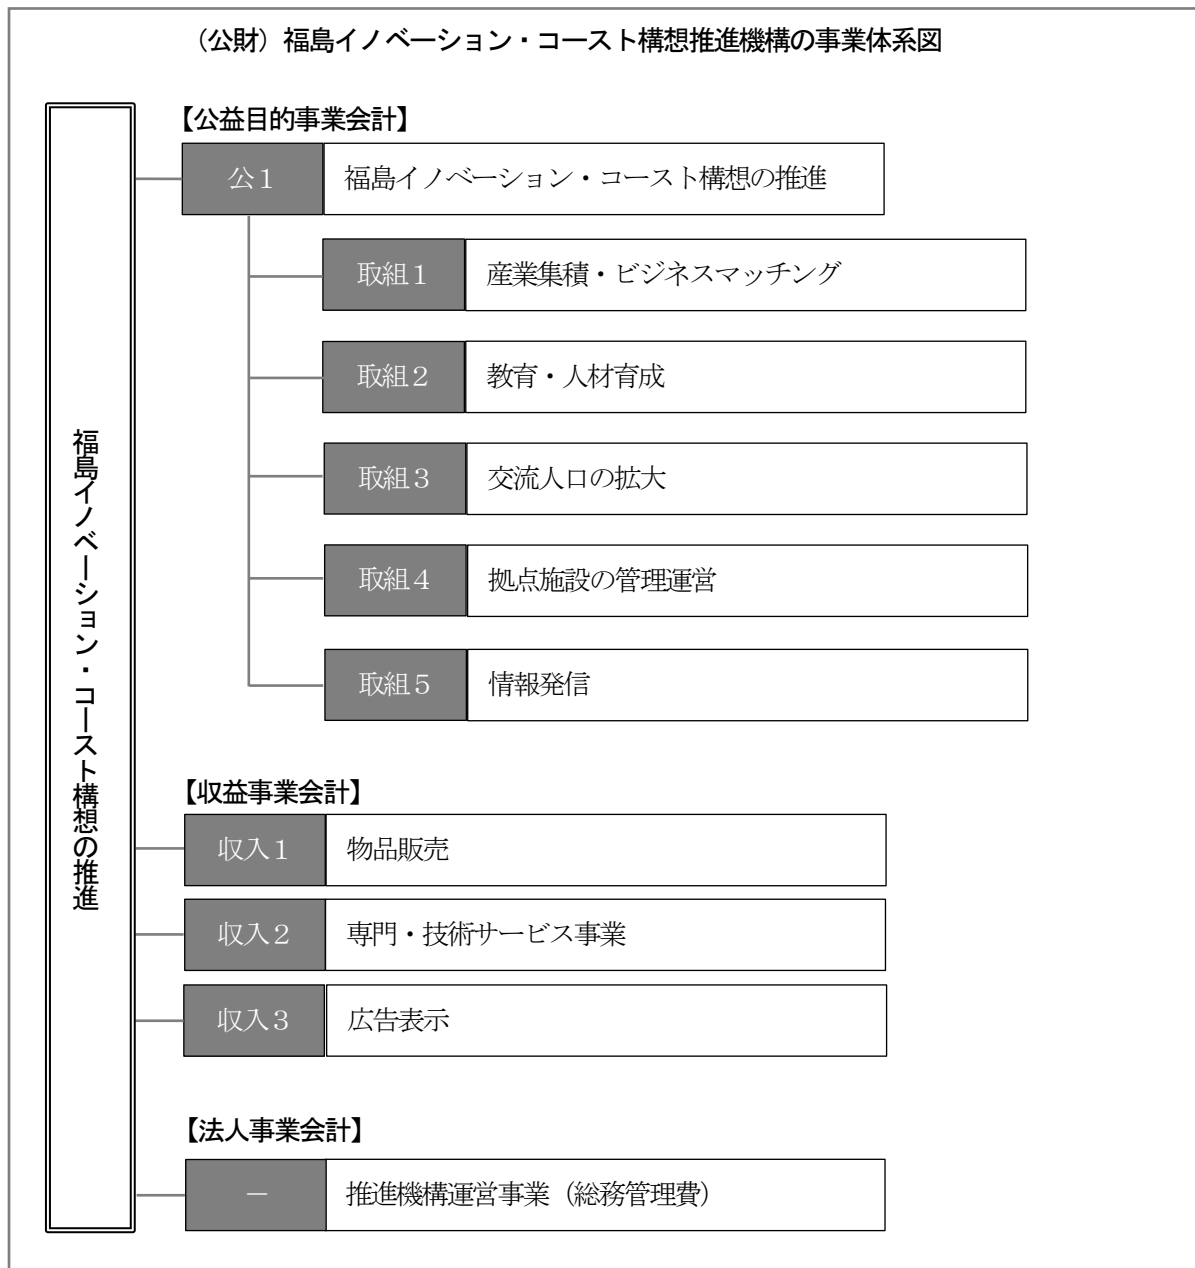 （公財）福島イノベーション・コースト構想推進機構の事業体系図
福島イノベーション・コースト構想の推進
【公益目的事業会計】
公１ 福島イノベーション・コースト構想の推進
取組１ 産業集積・ビジネスマッチング
取組２ 教育・人材育成
取組３ 交流人口の拡大
取組４ 拠点施設の管理運営
取組５ 情報発信
【収益事業会計】
収入１ 物品販売
収入２ 専門・技術サービス事業
収入３ 広告表示
【法人事業会計】
－ 推進機構運営事業（総務管理費）